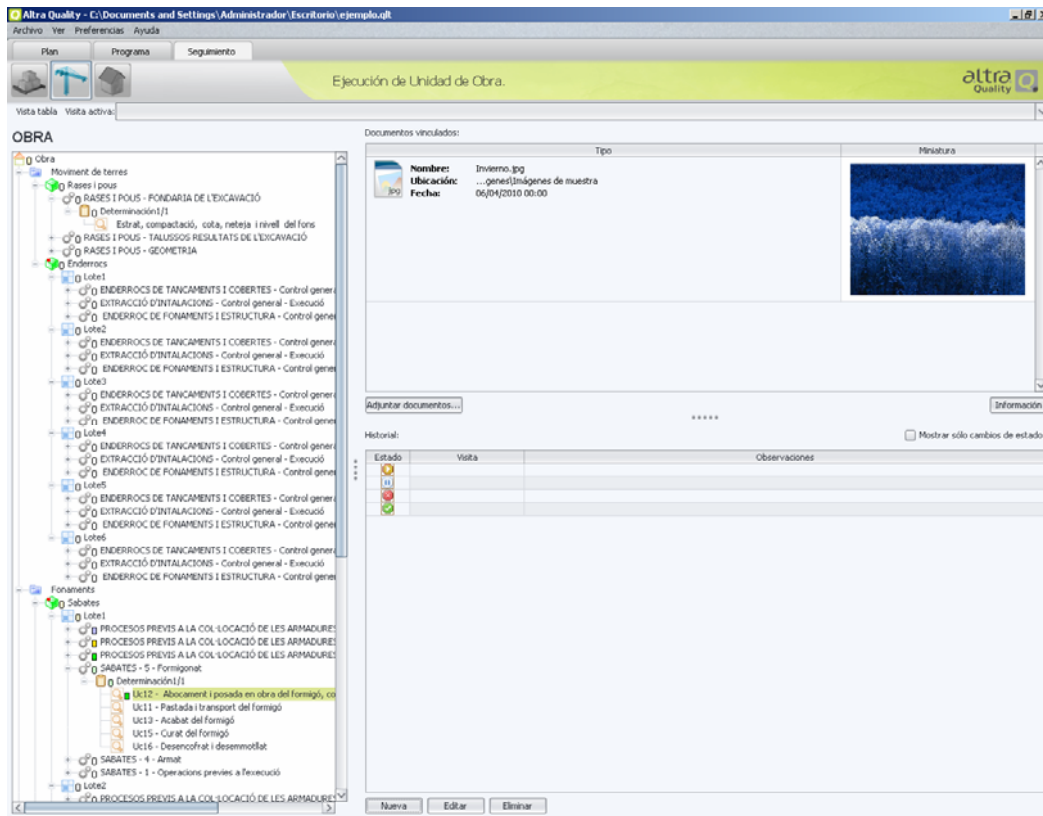 Altra Quality - C:\Documents and Settings\Administrador\Escritorio\ejemplo.qlt
Archivo Ver Preferencias Ayuda
Plan Programa Seguimiento
Ejecución de Unidad de Obra.
altra Quality
Vista tabla Visita activa:
OBRA
Obra
Moviment de terres
Rases i pous
RASES I POUS - FONDARIA DE L'EXCAVACIÓ
Determinación1/1
Estrat, compactació, cota, neteja i nivell del fons
RASES I POUS - TALUSSOS RESULTATS DE L'EXCAVACIÓ
RASES I POUS - GEOMETRIA
Enderrocs
Lote1
ENDERROCS DE TANCAMENTS I COBERTES - Control genera
EXTRACCIÓ D'INTALACIONS - Control general - Execució
ENDERROC DE FONAMENTS I ESTRUCTURA - Control gener
Lote2
ENDERROCS DE TANCAMENTS I COBERTES - Control genera
EXTRACCIÓ D'INTALACIONS - Control general - Execució
ENDERROC DE FONAMENTS I ESTRUCTURA - Control gener
Lote3
ENDERROCS DE TANCAMENTS I COBERTES - Control genera
EXTRACCIÓ D'INTALACIONS - Control general - Execució
ENDERROC DE FONAMENTS I ESTRUCTURA - Control gener
Lote4
ENDERROCS DE TANCAMENTS I COBERTES - Control genera
EXTRACCIÓ D'INTALACIONS - Control general - Execució
ENDERROC DE FONAMENTS I ESTRUCTURA - Control gener
Lote5
ENDERROCS DE TANCAMENTS I COBERTES - Control genera
EXTRACCIÓ D'INTALACIONS - Control general - Execució
ENDERROC DE FONAMENTS I ESTRUCTURA - Control gener
Lote6
ENDERROCS DE TANCAMENTS I COBERTES - Control genera
EXTRACCIÓ D'INTALACIONS - Control general - Execució
ENDERROC DE FONAMENTS I ESTRUCTURA - Control gener
Fonaments
Sabates
Lote1
PROCESOS PREVIS A LA COL·LOCACIÓ DE LES ARMADURES
PROCESOS PREVIS A LA COL·LOCACIÓ DE LES ARMADURES
PROCESOS PREVIS A LA COL·LOCACIÓ DE LES ARMADURES
SABATES - 5 - Formigonat
Determinación1/1
Uc12 - Abocament i posada en obra del formigó, co
Uc11 - Pastada i transport del formigó
Uc13 - Acabat del formigó
Uc15 - Curat del formigó
Uc16 - Desencofrat i desemmotllat
SABATES - 4 - Armat
SABATES - 1 - Operacions previes a l'execució
Lote2
PROCESOS PREVIS A LA COL·LOCACIÓ DE LES ARMADURE
Documentos vinculados:
Tipo Miniatura
JPG
Nombre: Invierno.jpg
Ubicación: ...genes\Imágenes de muestra
Fecha: 06/04/2010 00:00
Adjuntar documentos... Información
Historial: Mostrar sólo cambios de estado
Estado Visita Observaciones
Nueva Editar Eliminar